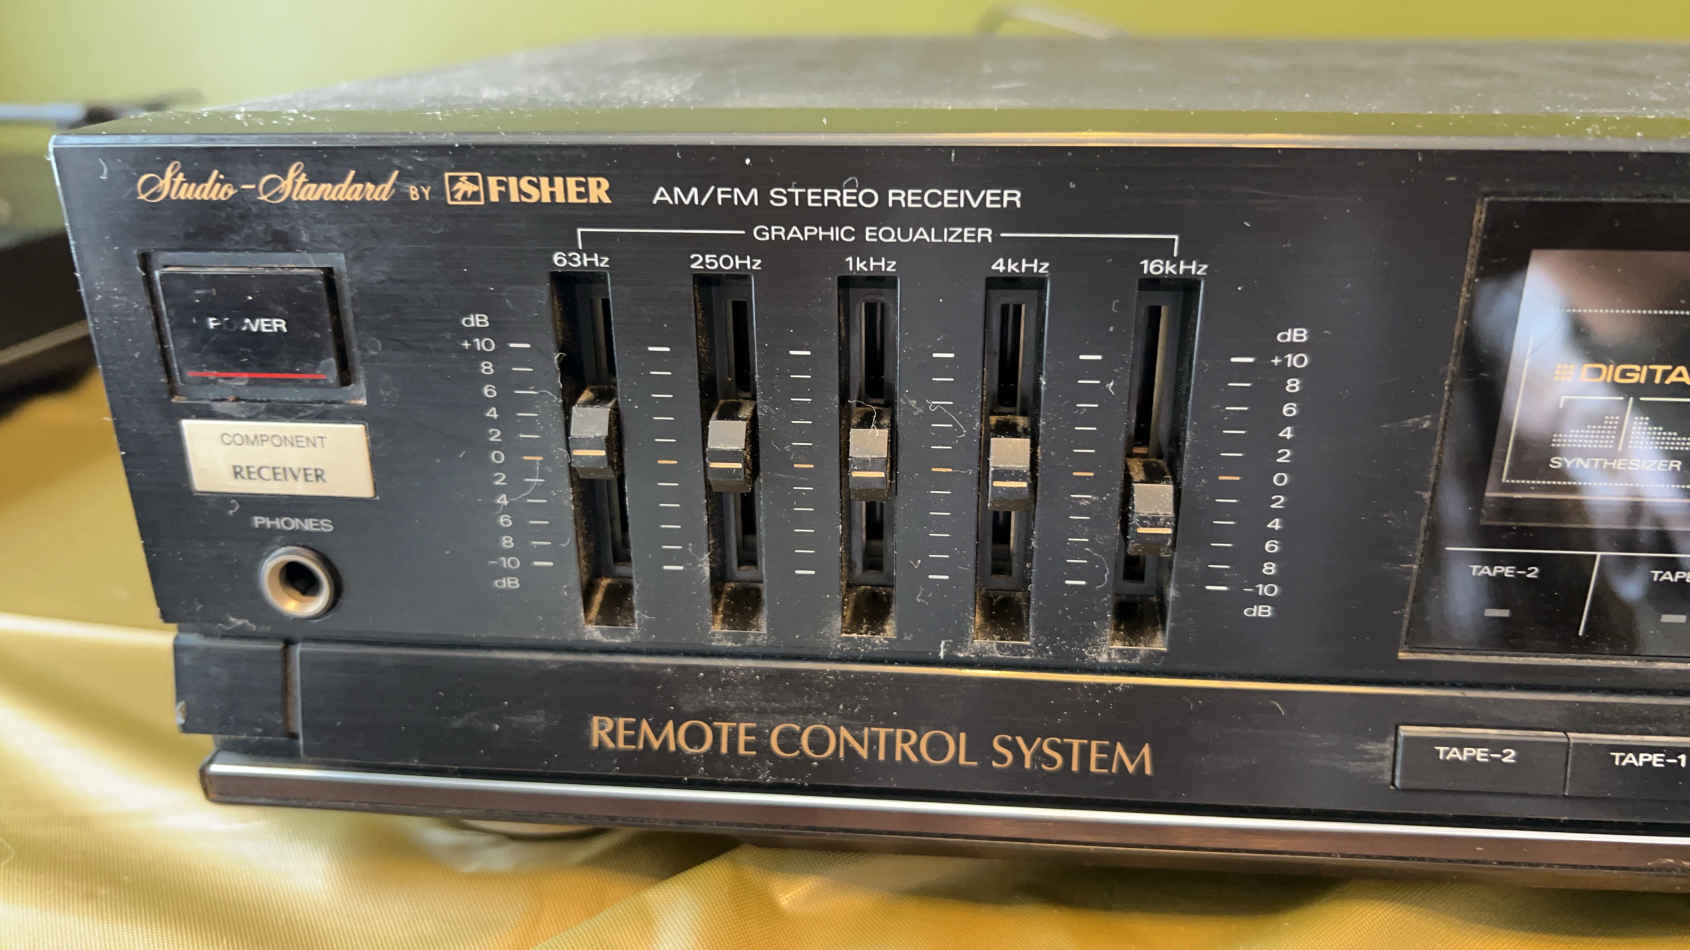 Studio-Standard BY FISHER AM/FM STEREO RECEIVER
GRAPHIC EQUALIZER
63Hz 250Hz 1kHz 4kHz 16kHz
POWER
COMPONENT
RECEIVER
PHONES
dB
+10
8
6
4
2
0
2
4
6
8
-10
dB
dB
+10
8
6
4
2
0
2
4
6
8
-10
dB
DIGITA
SYNTHESIZER
TAPE-2 TAPE
REMOTE CONTROL SYSTEM
TAPE-2 TAPE-1